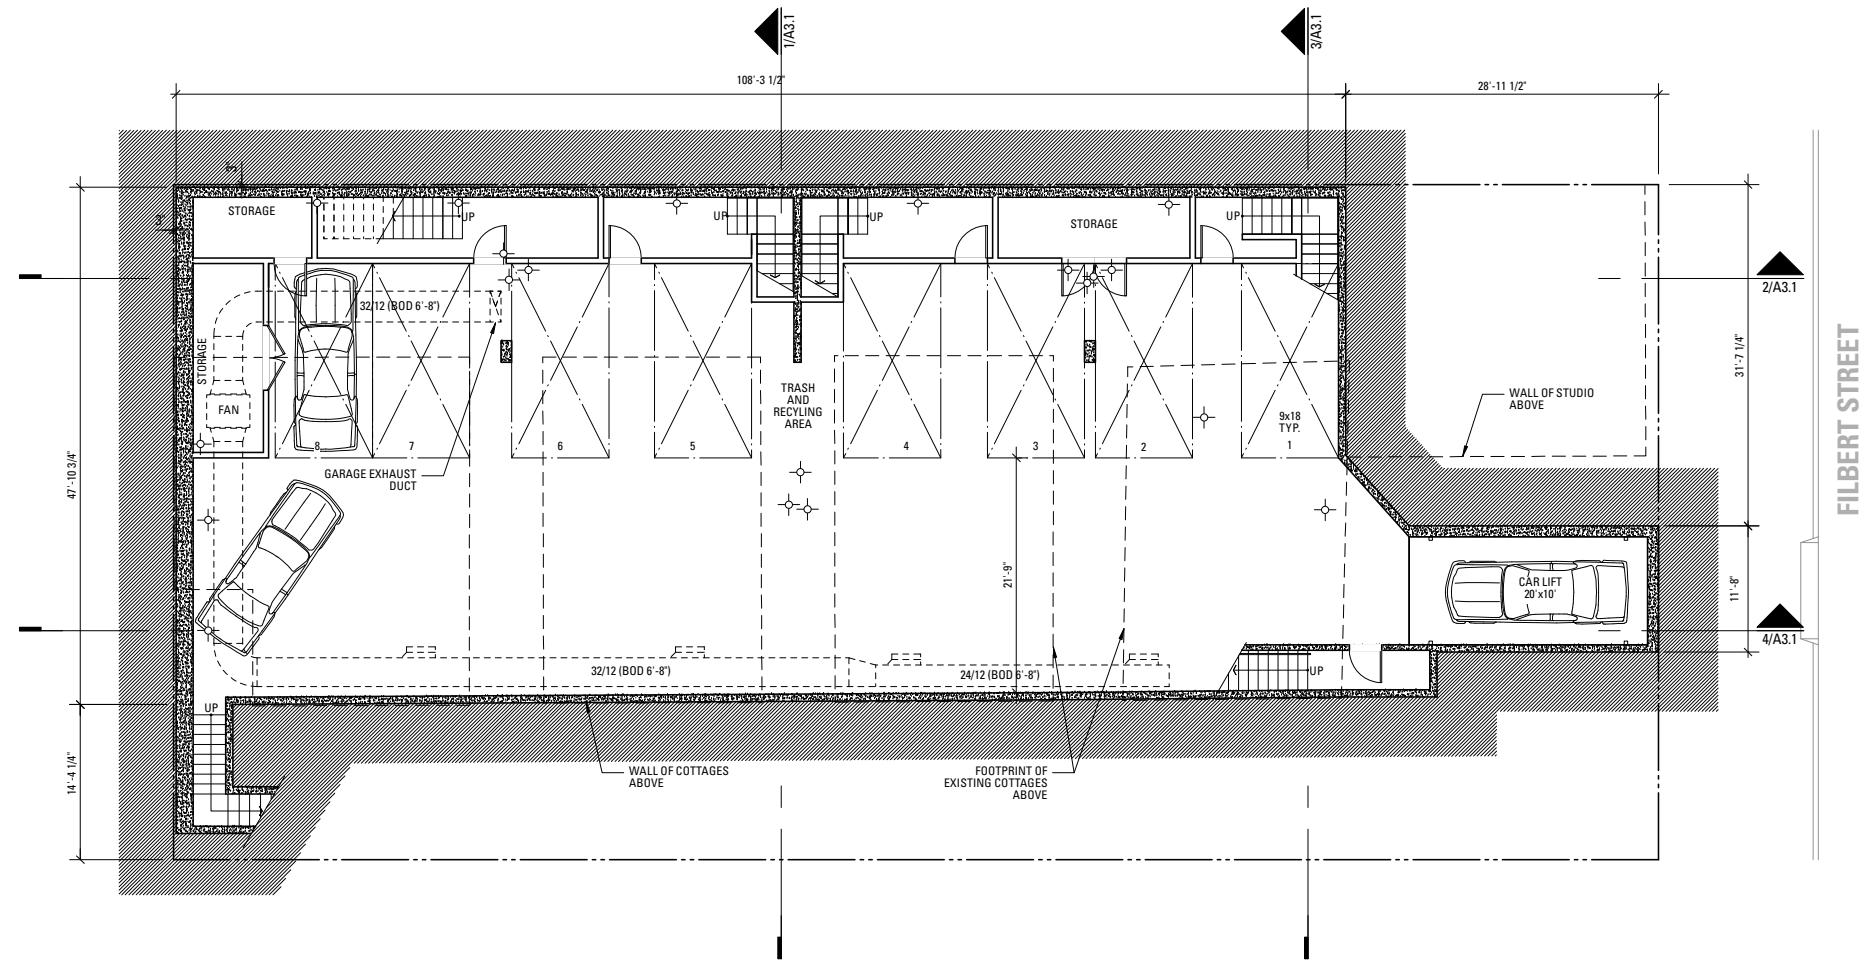 1/A3.1
3/A3.1
108'-3 1/2"
28'-11 1/2"
3"
3"
STORAGE
UP
UP
UP
STORAGE
UP
2/A3.1
32/12 (BOD 6'-8")
STORAGE
FAN
TRASH
AND
RECYLING
AREA
9x18
TYP.
8
7
6
5
4
3
2
1
WALL OF STUDIO
ABOVE
31'-7 1/4"
FILBERT STREET
GARAGE EXHAUST
DUCT
47'-10 3/4"
21'-9"
CAR LIFT
20'x10'
11'-8"
4/A3.1
32/12 (BOD 6'-8")
24/12 (BOD 6'-8")
UP
UP
14'-4 1/4"
WALL OF COTTAGES
ABOVE
FOOTPRINT OF
EXISTING COTTAGES
ABOVE